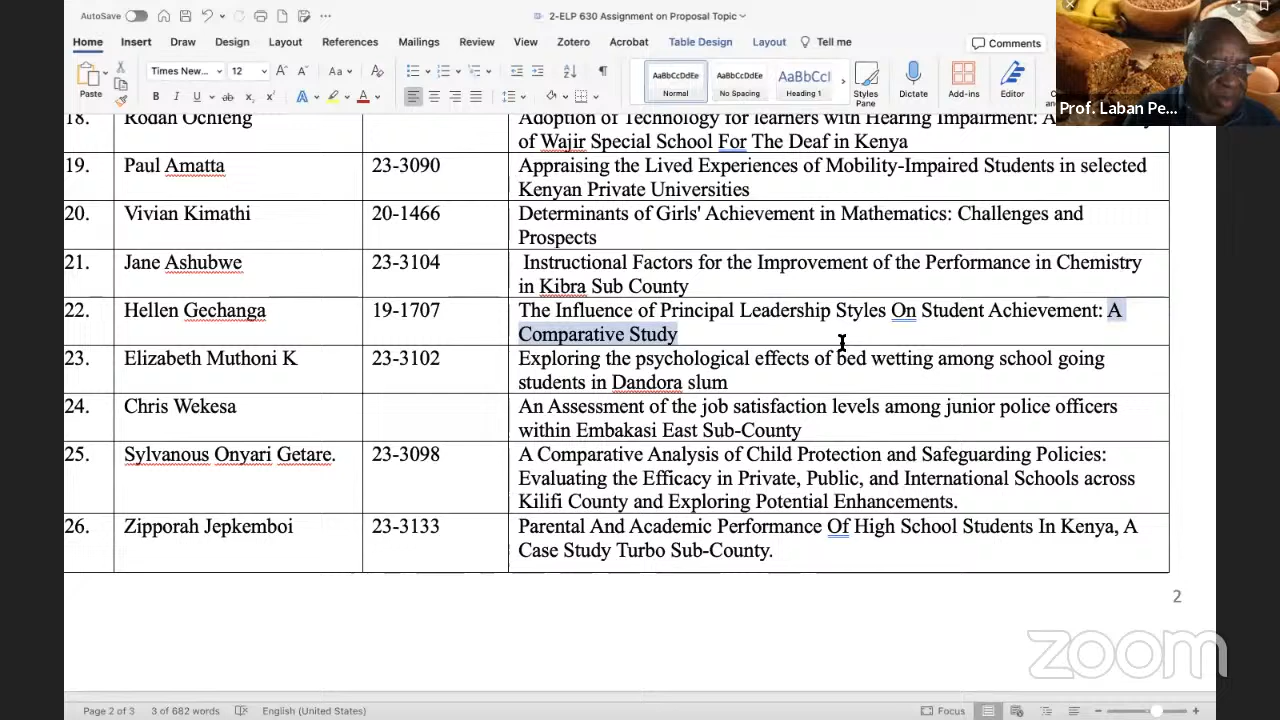 AutoSave
2-ELP 630 Assignment on Proposal Topic
Home Insert Draw Design Layout References Mailings Review View Zotero Acrobat Table Design Layout Tell me
Comments
Paste
Times New... 12
AaBbCcDdEe AaBbCcDdEe AaBbCcI
Normal No Spacing Heading 1
Styles Pane Dictate Add-ins Editor
Prof. Laban Pe...
18. Rodah Ochieng Adoption of Technology for learners with Hearing Impairment: A
of Wajir Special School For The Deaf in Kenya
19. Paul Amatta 23-3090 Appraising the Lived Experiences of Mobility-Impaired Students in selected
Kenyan Private Universities
20. Vivian Kimathi 20-1466 Determinants of Girls' Achievement in Mathematics: Challenges and
Prospects
21. Jane Ashubwe 23-3104 Instructional Factors for the Improvement of the Performance in Chemistry
in Kibra Sub County
22. Hellen Gechanga 19-1707 The Influence of Principal Leadership Styles On Student Achievement: A
Comparative Study
23. Elizabeth Muthoni K 23-3102 Exploring the psychological effects of bed wetting among school going
students in Dandora slum
24. Chris Wekesa An Assessment of the job satisfaction levels among junior police officers
within Embakasi East Sub-County
25. Sylvanous Onyari Getare. 23-3098 A Comparative Analysis of Child Protection and Safeguarding Policies:
Evaluating the Efficacy in Private, Public, and International Schools across
Kilifi County and Exploring Potential Enhancements.
26. Zipporah Jepkemboi 23-3133 Parental And Academic Performance Of High School Students In Kenya, A
Case Study Turbo Sub-County.
2
zoom
Page 2 of 3 3 of 682 words English (United States) Focus